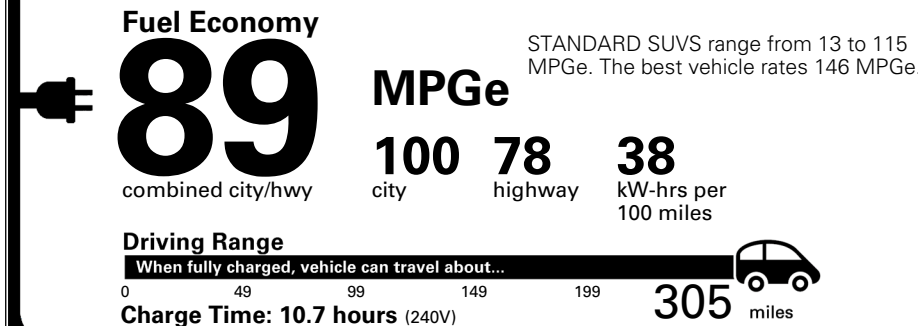 Fuel Economy
89
MPGe
STANDARD SUVS range from 13 to 115
MPGe. The best vehicle rates 146 MPGe.
combined city/hwy
100
city
78
highway
38
kW-hrs per
100 miles
Driving Range
When fully charged, vehicle can travel about...
0 49 99 149 199 305 miles
Charge Time: 10.7 hours (240V)